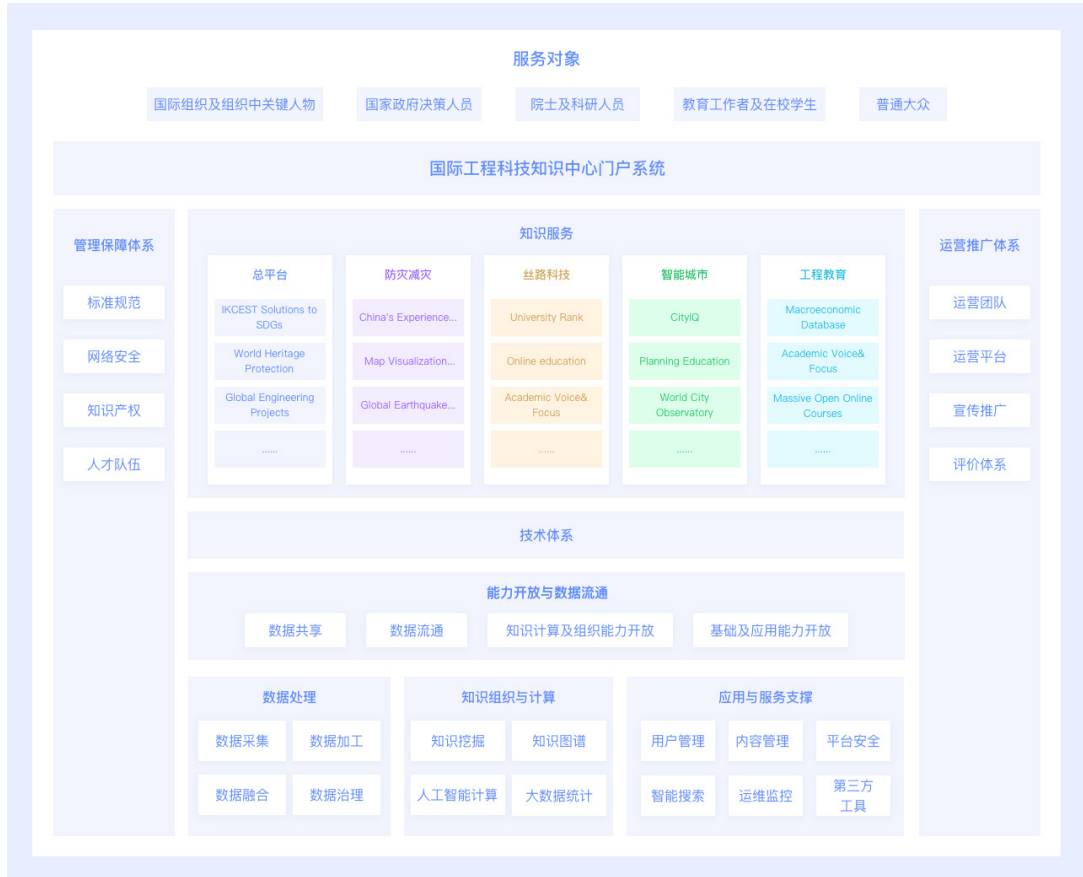 服务对象
国际组织及组织中关键人物
国家政府决策人员
院士及科研人员
教育工作者及在校学生
普通大众
国际工程科技知识中心门户系统
管理保障体系
标准规范
网络安全
知识产权
人才队伍
知识服务
总平台
IKCEST Solutions to
SDGs
World Heritage
Protection
Global Engineering
Projects
......
防灾减灾
China's Experience...
Map Visualization...
Global Earthquake...
......
丝路科技
University Rank
Online education
Academic Voice&
Focus
......
智能城市
CityIQ
Planning Education
World City
Observatory
......
工程教育
Macroeconomic
Database
Academic Voice&
Focus
Massive Open Online
Courses
......
运营推广体系
运营团队
运营平台
宣传推广
评价体系
技术体系
能力开放与数据流通
数据共享
数据流通
知识计算及组织能力开放
基础及应用能力开放
数据处理
数据采集
数据加工
数据融合
数据治理
知识组织与计算
知识挖掘
知识图谱
人工智能计算
大数据统计
应用与服务支撑
用户管理
内容管理
平台安全
智能搜索
运维监控
第三方
工具